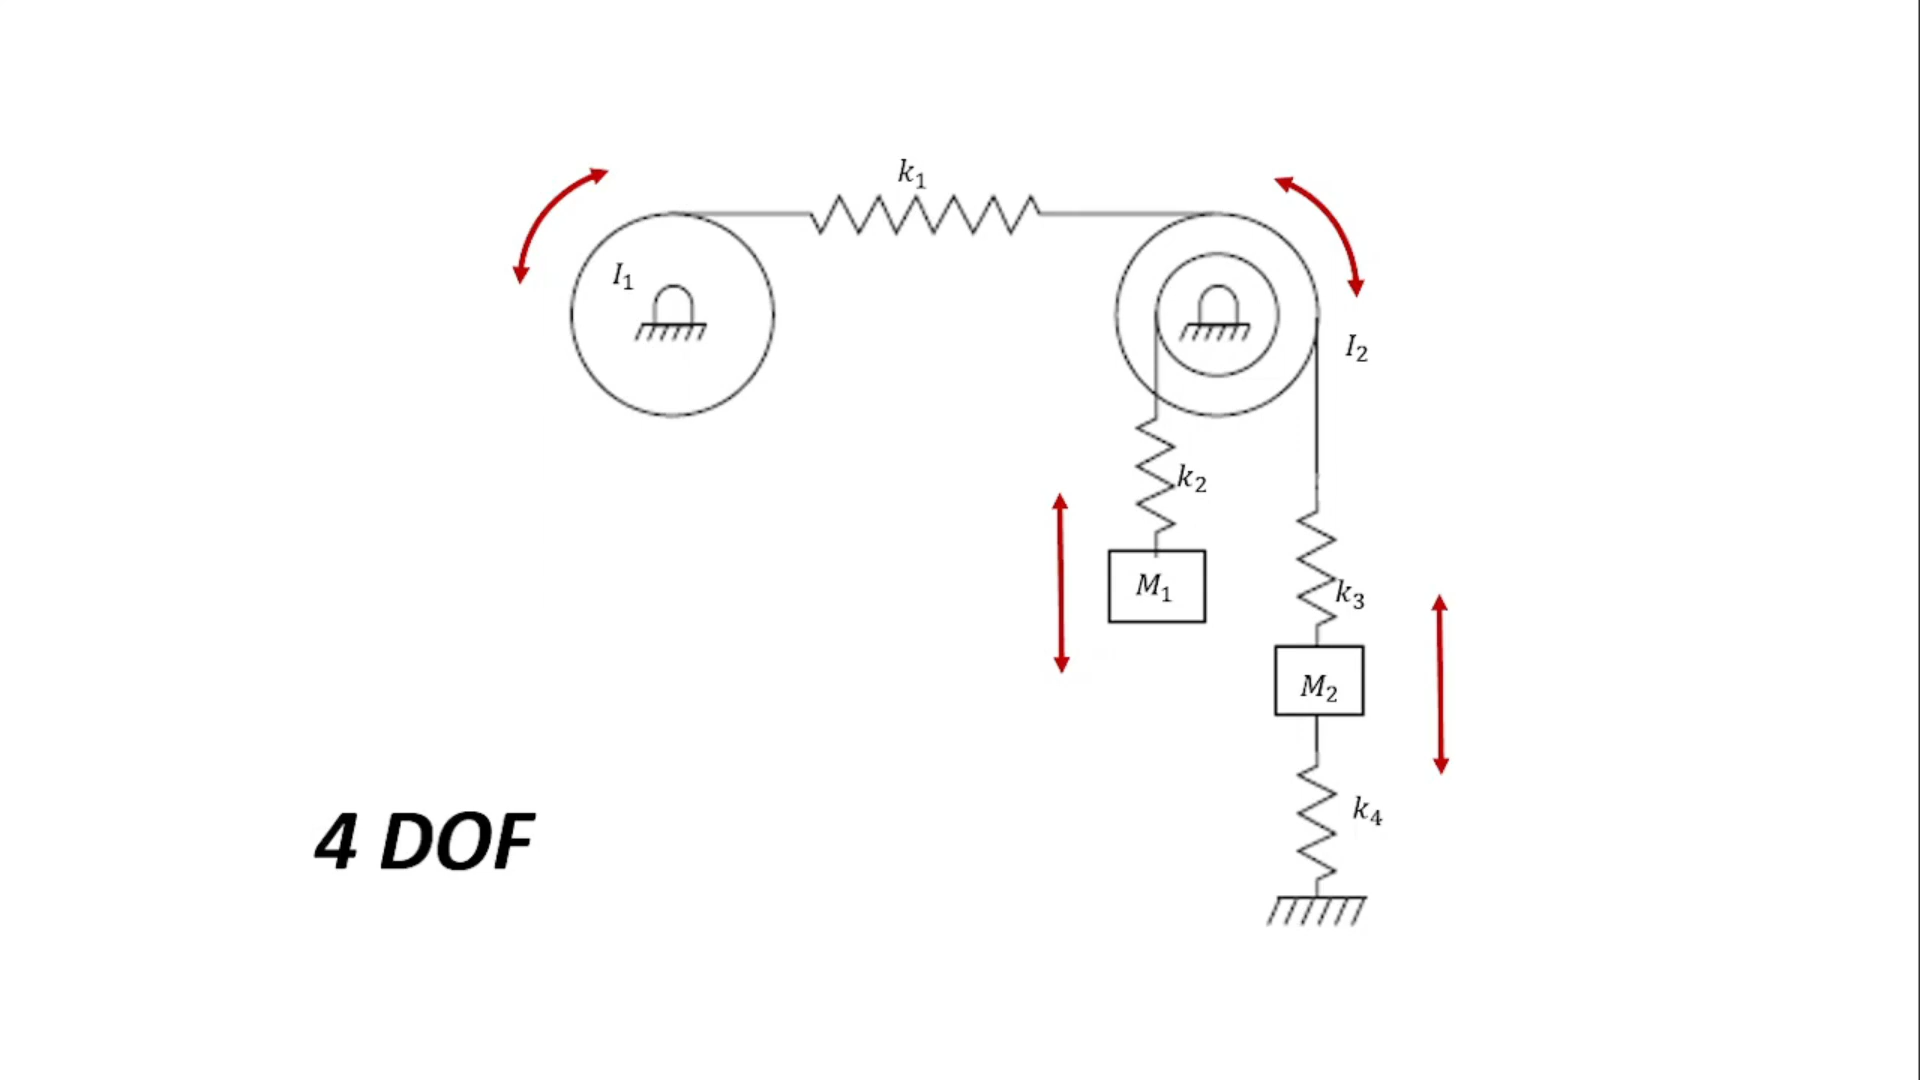 k₁
I₁
I₂
k₂
M₁
k₃
M₂
k₄
4 DOF